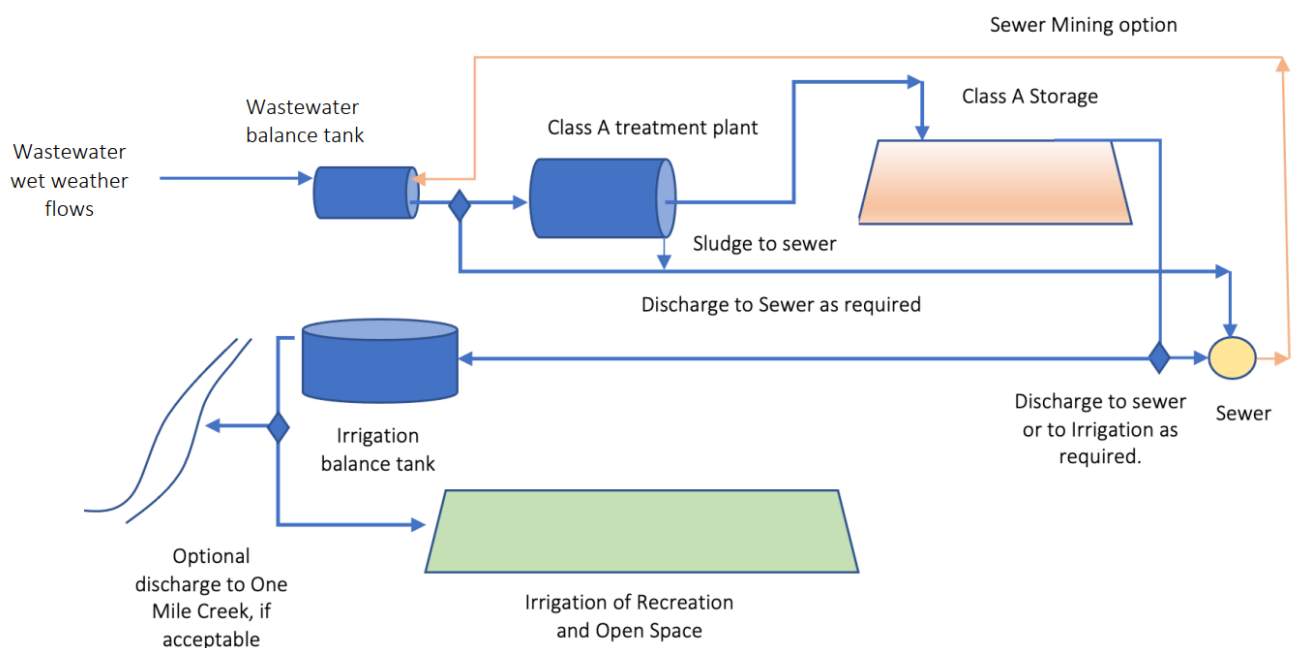 Sewer Mining option
Wastewater
balance tank
Class A treatment plant
Class A Storage
Wastewater
wet weather
flows
Sludge to sewer
Discharge to Sewer as required
Discharge to sewer
or to Irrigation as
required.
Sewer
Irrigation
balance tank
Optional
discharge to One
Mile Creek, if
acceptable
Irrigation of Recreation
and Open Space